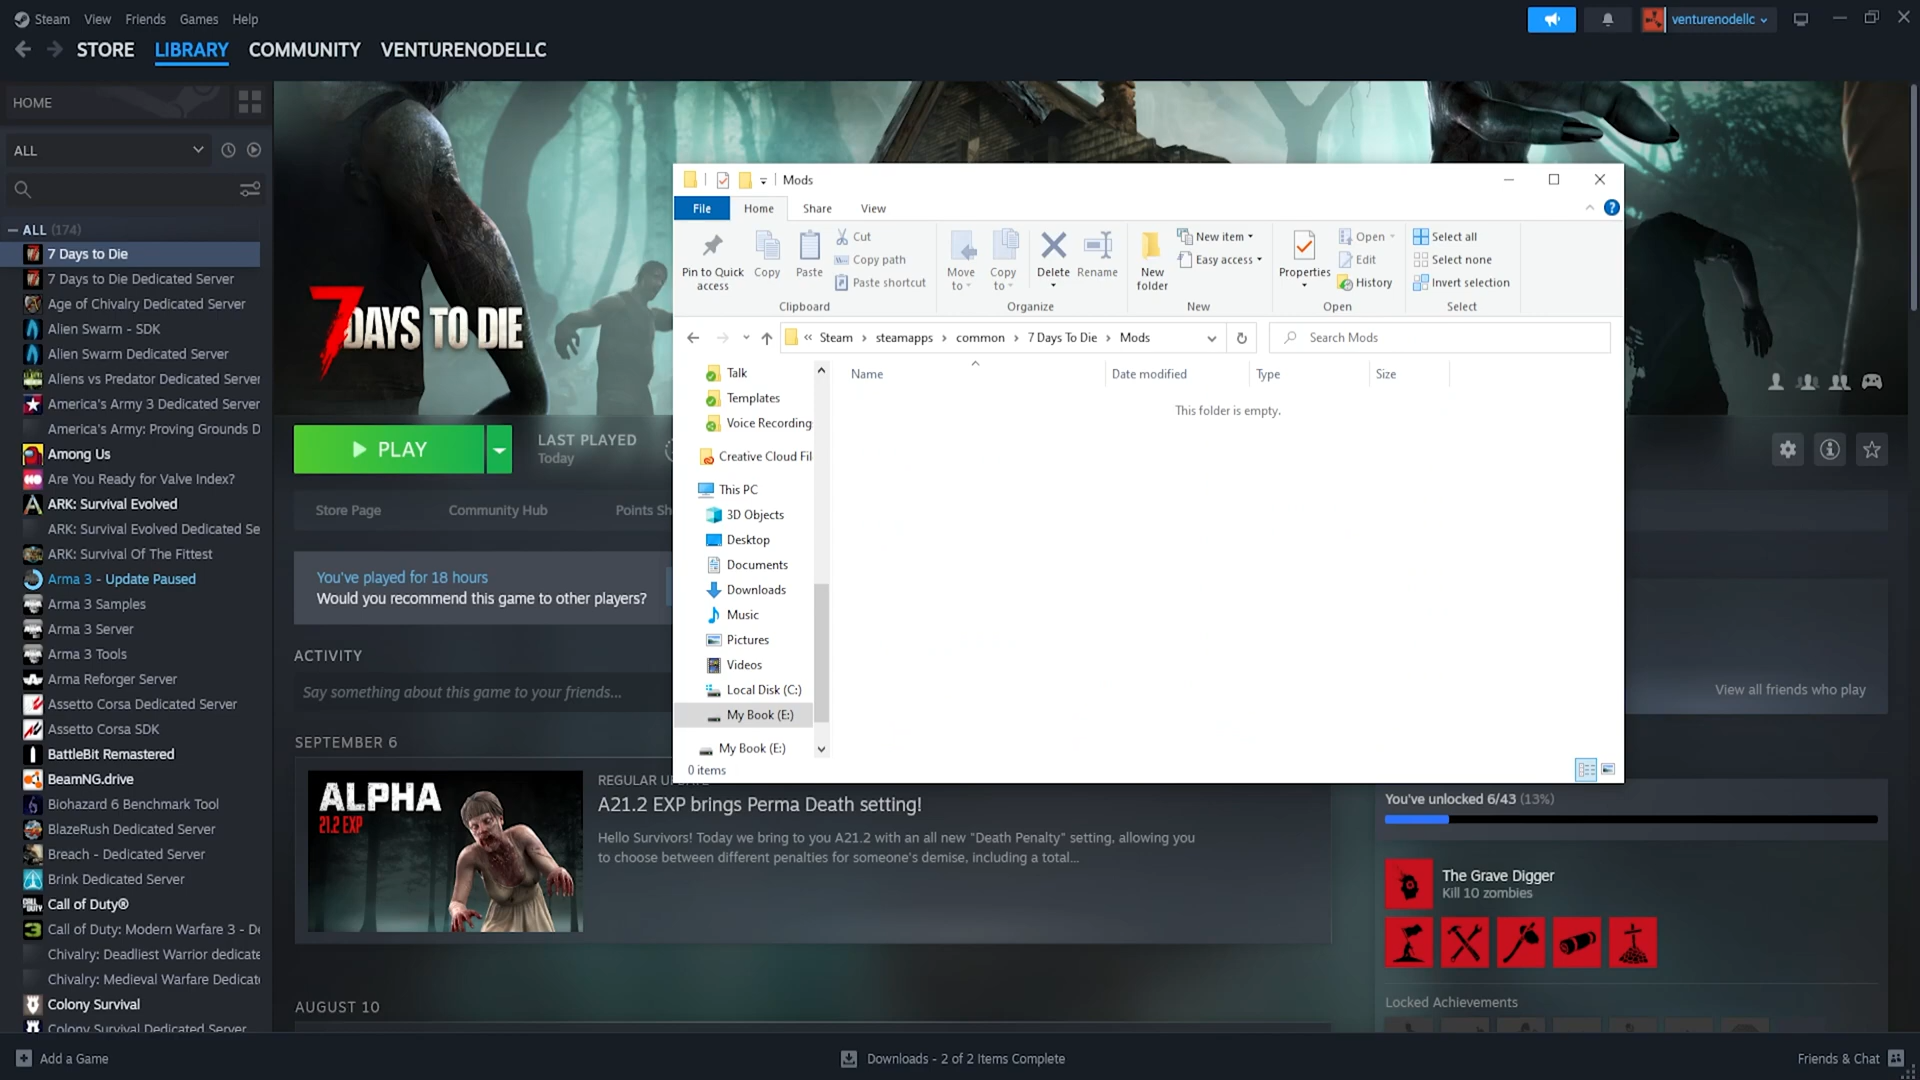 Steam View Friends Games Help
venturenodellc
STORE LIBRARY COMMUNITY VENTURENODELLC
HOME
ALL
ALL (174)
7 Days to Die
7 Days to Die Dedicated Server
Age of Chivalry Dedicated Server
Alien Swarm - SDK
Alien Swarm Dedicated Server
Aliens vs Predator Dedicated Server
America's Army 3 Dedicated Server
America's Army: Proving Grounds D
Among Us
Are You Ready for Valve Index?
ARK: Survival Evolved
ARK: Survival Evolved Dedicated Se
ARK: Survival Of The Fittest
Arma 3 - Update Paused
Arma 3 Samples
Arma 3 Server
Arma 3 Tools
Arma Reforger Server
Assetto Corsa Dedicated Server
Assetto Corsa SDK
BattleBit Remastered
BeamNG.drive
Biohazard 6 Benchmark Tool
BlazeRush Dedicated Server
Breach - Dedicated Server
Brink Dedicated Server
Call of Duty®
Call of Duty: Modern Warfare 3 - De
Chivalry: Deadliest Warrior dedicate
Chivalry: Medieval Warfare Dedicat
Colony Survival
Colony Survival Dedicated Server
7 DAYS TO DIE
PLAY
LAST PLAYED
Today
Store Page Community Hub Points Sh
You've played for 18 hours
Would you recommend this game to other players?
ACTIVITY
Say something about this game to your friends...
SEPTEMBER 6
ALPHA
21.2 EXP
REGULAR UPDATE
A21.2 EXP brings Perma Death setting!
Hello Survivors! Today we bring to you A21.2 with an all new "Death Penalty" setting, allowing you
to choose between different penalties for someone's demise, including a total...
AUGUST 10
Mods
File Home Share View
Pin to Quick
access
Copy
Paste
Cut
Copy path
Paste shortcut
Clipboard
Move
to
Copy
to
Delete
Rename
Organize
New
folder
New item
Easy access
New
Properties
Open
Edit
History
Open
Select all
Select none
Invert selection
Select
« Steam › steamapps › common › 7 Days To Die › Mods
Search Mods
Talk
Templates
Voice Recording
Creative Cloud Fil
This PC
3D Objects
Desktop
Documents
Downloads
Music
Pictures
Videos
Local Disk (C:)
My Book (E:)
My Book (E:)
Name Date modified Type Size
This folder is empty.
0 items
View all friends who play
You've unlocked 6/43 (13%)
The Grave Digger
Kill 10 zombies
Locked Achievements
Add a Game
Downloads - 2 of 2 Items Complete
Friends & Chat